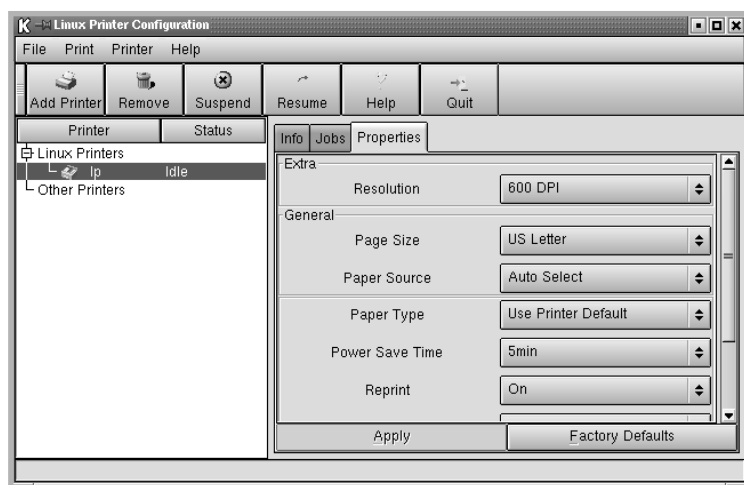 Linux Printer Configuration
File Print Printer Help
Add Printer Remove Suspend Resume Help Quit
Printer Status
Linux Printers
lp Idle
Other Printers
Info Jobs Properties
Extra
Resolution 600 DPI
General
Page Size US Letter
Paper Source Auto Select
Paper Type Use Printer Default
Power Save Time 5min
Reprint On
Apply Factory Defaults